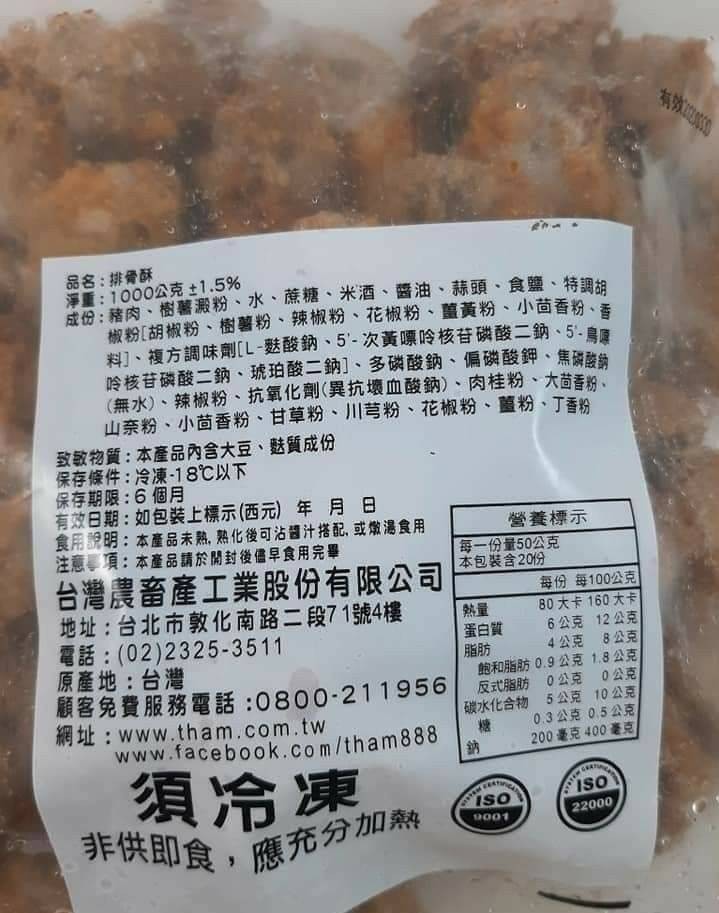 有效
品名：排骨酥
淨重：1000公克±1.5%
成份：豬肉、樹薯澱粉、水、蔗糖、米酒、醬油、蒜頭、食鹽、特調胡
椒粉[胡椒粉、樹薯粉、辣椒粉、花椒粉、薑黃粉、小茴香粉、香
料]、複方調味劑[L-麩酸鈉、5'-次黃嘌呤核苷磷酸二鈉、5'-鳥嘌
呤核苷磷酸二鈉、琥珀酸二鈉]、多磷酸鈉、偏磷酸鉀、焦磷酸鈉
(無水)、辣椒粉、抗氧化劑(異抗壞血酸鈉)、肉桂粉、大茴香粉、
山奈粉、小茴香粉、甘草粉、川芎粉、花椒粉、薑粉、丁香粉
致敏物質：本產品內含大豆、麩質成份
保存條件：冷凍-18℃以下
保存期限：6個月
有效日期：如包裝上標示(西元) 年 月 日
食用說明：本產品未熟,熟化後可沾醬汁搭配,或燉湯食用
注意事項：本產品請於開封後儘早食用完畢
台灣農畜產工業股份有限公司
地址：台北市敦化南路二段71號4樓
電話：(02)2325-3511
原產地：台灣
顧客免費服務電話：0800-211956
網址：www.tham.com.tw
www.facebook.com/tham888
須冷凍
非供即食，應充分加熱
營養標示
每一份量50公克
本包裝含20份
每份 每100公克
熱量 80大卡 160大卡
蛋白質 6公克 12公克
脂肪 4公克 8公克
飽和脂肪 0.9公克 1.8公克
反式脂肪 0公克 0公克
碳水化合物 5公克 10公克
糖 0.3公克 0.5公克
鈉 200毫克 400毫克
SYSTEM CERTIFICATION
ISO
9001
SYSTEM CERTIFICATION
ISO
22000